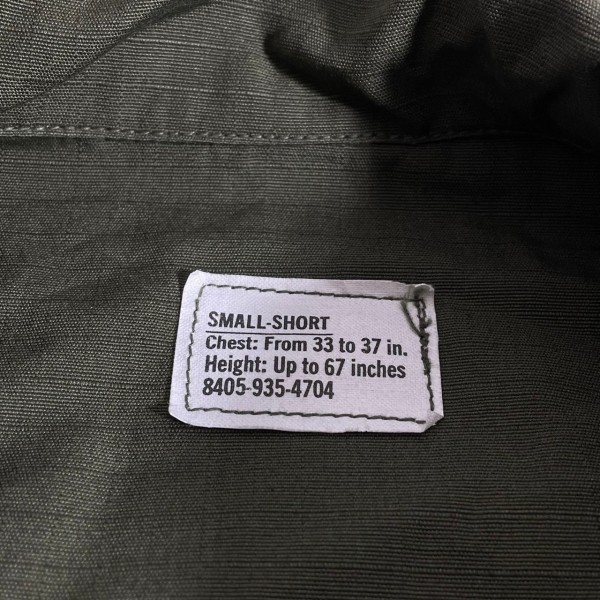 SMALL-SHORT
Chest: From 33 to 37 in.
Height: Up to 67 inches
8405-935-4704